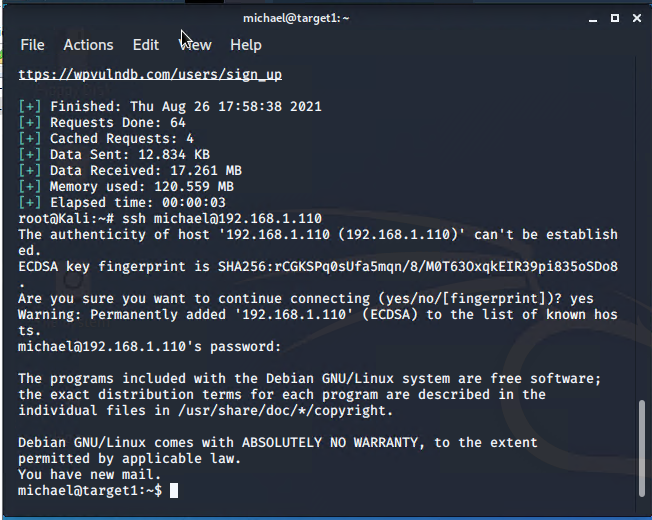 michael@target1: ~
File Actions Edit View Help
ttps://wpvulndb.com/users/sign_up
[+] Finished: Thu Aug 26 17:58:38 2021
[+] Requests Done: 64
[+] Cached Requests: 4
[+] Data Sent: 12.834 KB
[+] Data Received: 17.261 MB
[+] Memory used: 120.559 MB
[+] Elapsed time: 00:00:03
root@Kali:~# ssh michael@192.168.1.110
The authenticity of host '192.168.1.110 (192.168.1.110)' can't be establish
ed.
ECDSA key fingerprint is SHA256:rCGKSPq0sUfa5mqn/8/M0T63OxqkEIR39pi835oSDo8
.
Are you sure you want to continue connecting (yes/no/[fingerprint])? yes
Warning: Permanently added '192.168.1.110' (ECDSA) to the list of known hos
ts.
michael@192.168.1.110's password:
The programs included with the Debian GNU/Linux system are free software;
the exact distribution terms for each program are described in the
individual files in /usr/share/doc/*/copyright.
Debian GNU/Linux comes with ABSOLUTELY NO WARRANTY, to the extent
permitted by applicable law.
You have new mail.
michael@target1:~$